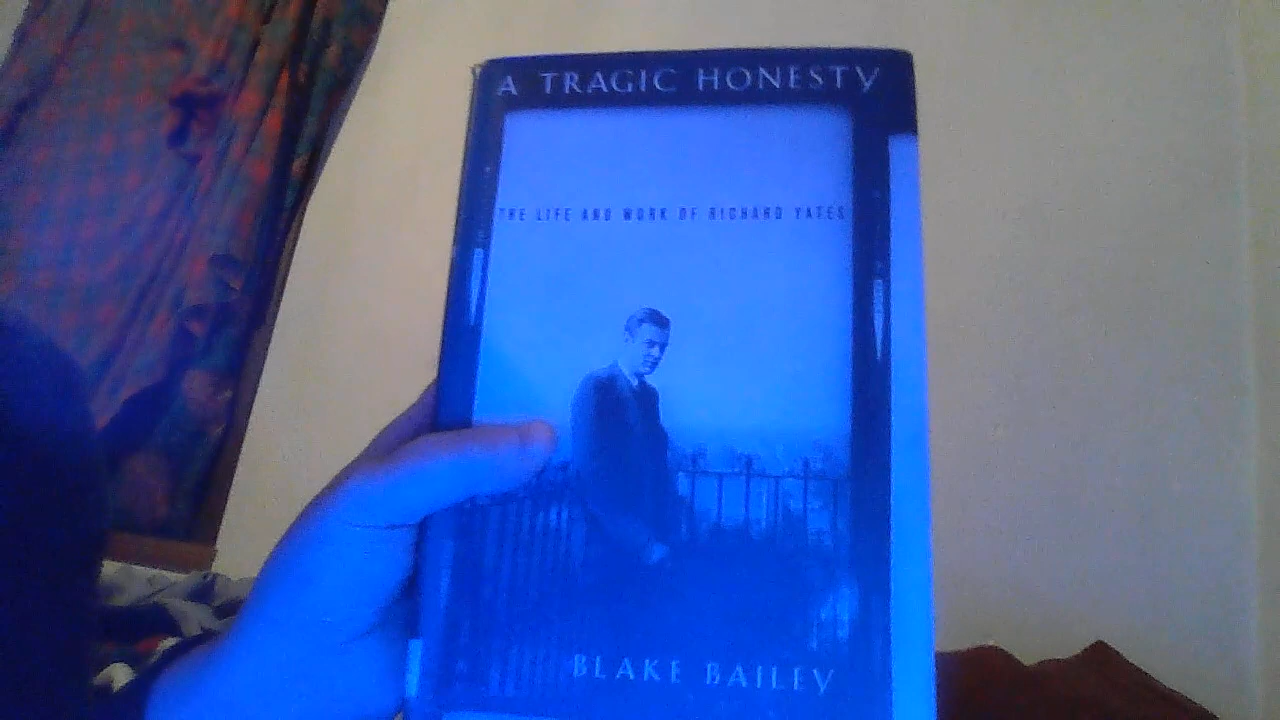 A TRAGIC HONESTY
THE LIFE AND WORK OF RICHARD YATES
BLAKE BAILEY